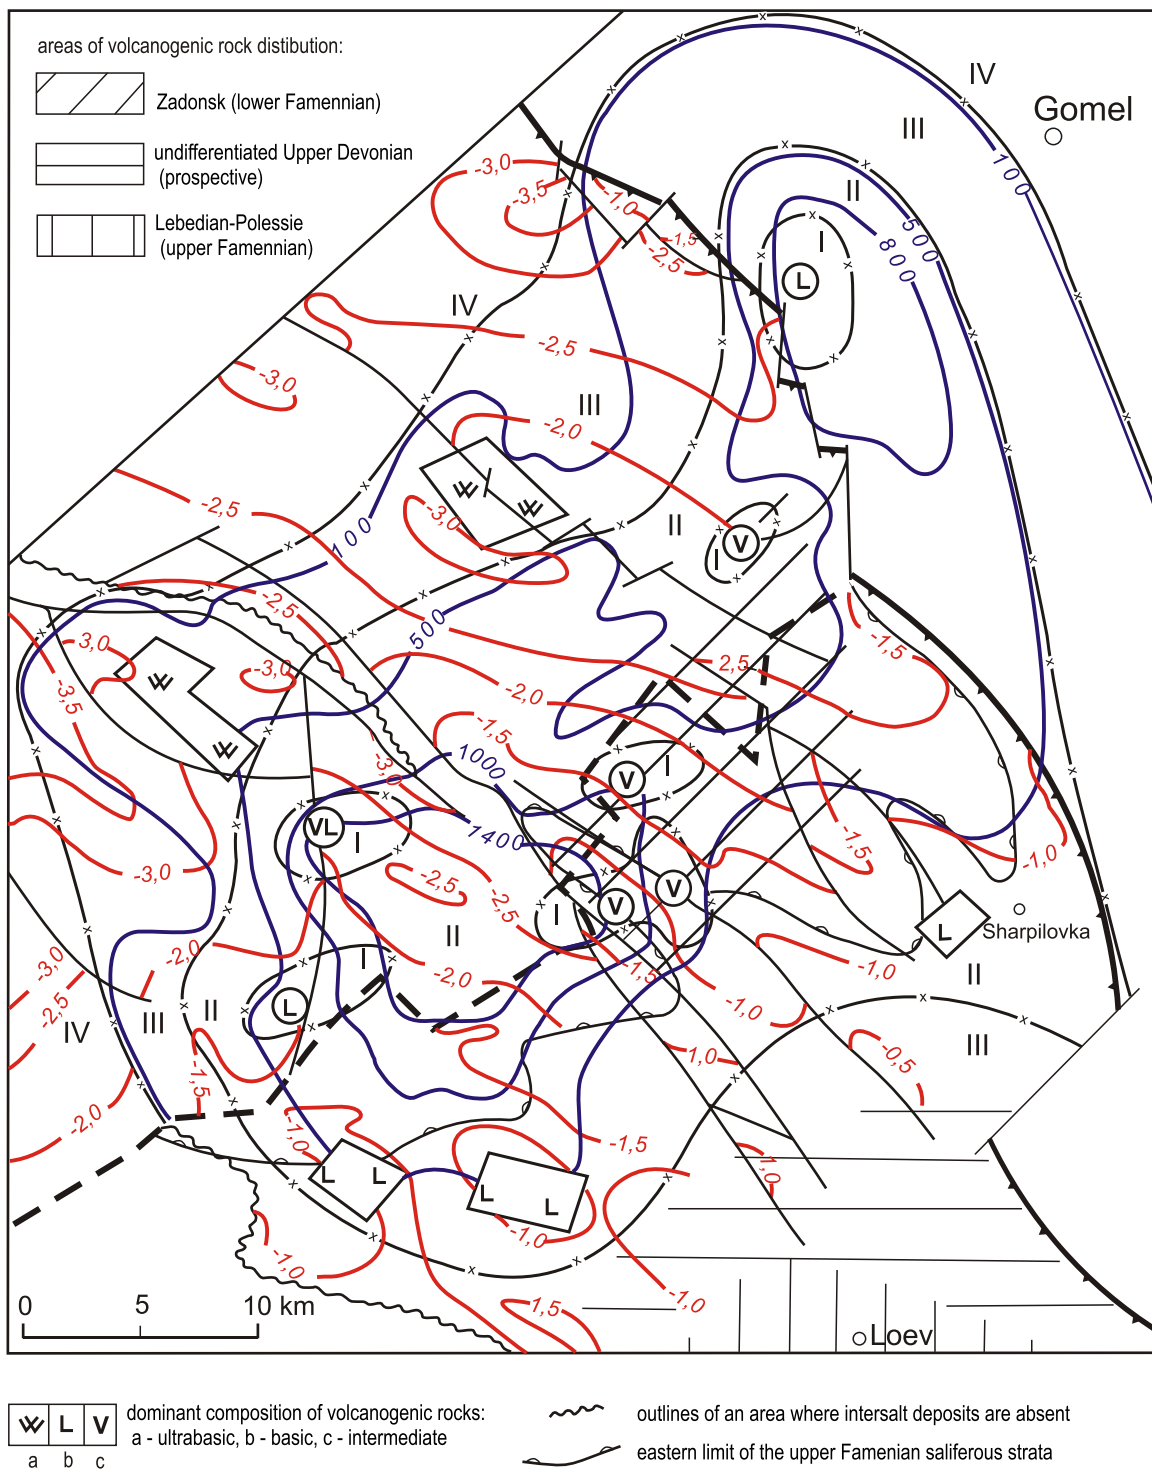 areas of volcanogenic rock distibution:
Zadonsk (lower Famennian)
undifferentiated Upper Devonian
(prospective)
Lebedian-Polessie
(upper Famennian)
IV
Gomel
III
100
-3,0
-3,5
-1,0
II
500
-1,5
I
800
-2,5
L
IV
-2,5
-3,0
III
-2,0
-2,5
-3,0
100
II
V
I
500
-2,5
3,0
-3,0
-3,5
-1,5
2,5
-2,0
-1,5
1000
-3,0
I
V
VL
I
1400
-1,5
-1,0
-3,0
-2,5
-2,5
V
V
I
L
Sharpilovka
II
-3,0
-2,0
I
-2,0
-1,5
-1,0
II
-2,5
L
-1,0
IV
III
II
III
1,0
-0,5
-1,5
-2,0
-1,0
-1,5
L
L
1,0
L
L
-1,0
-1,0
-1,0
1,5
0 5 10 km
Loev
L V
dominant composition of volcanogenic rocks:
a - ultrabasic, b - basic, c - intermediate
a b c
outlines of an area where intersalt deposits are absent
eastern limit of the upper Famenian saliferous strata